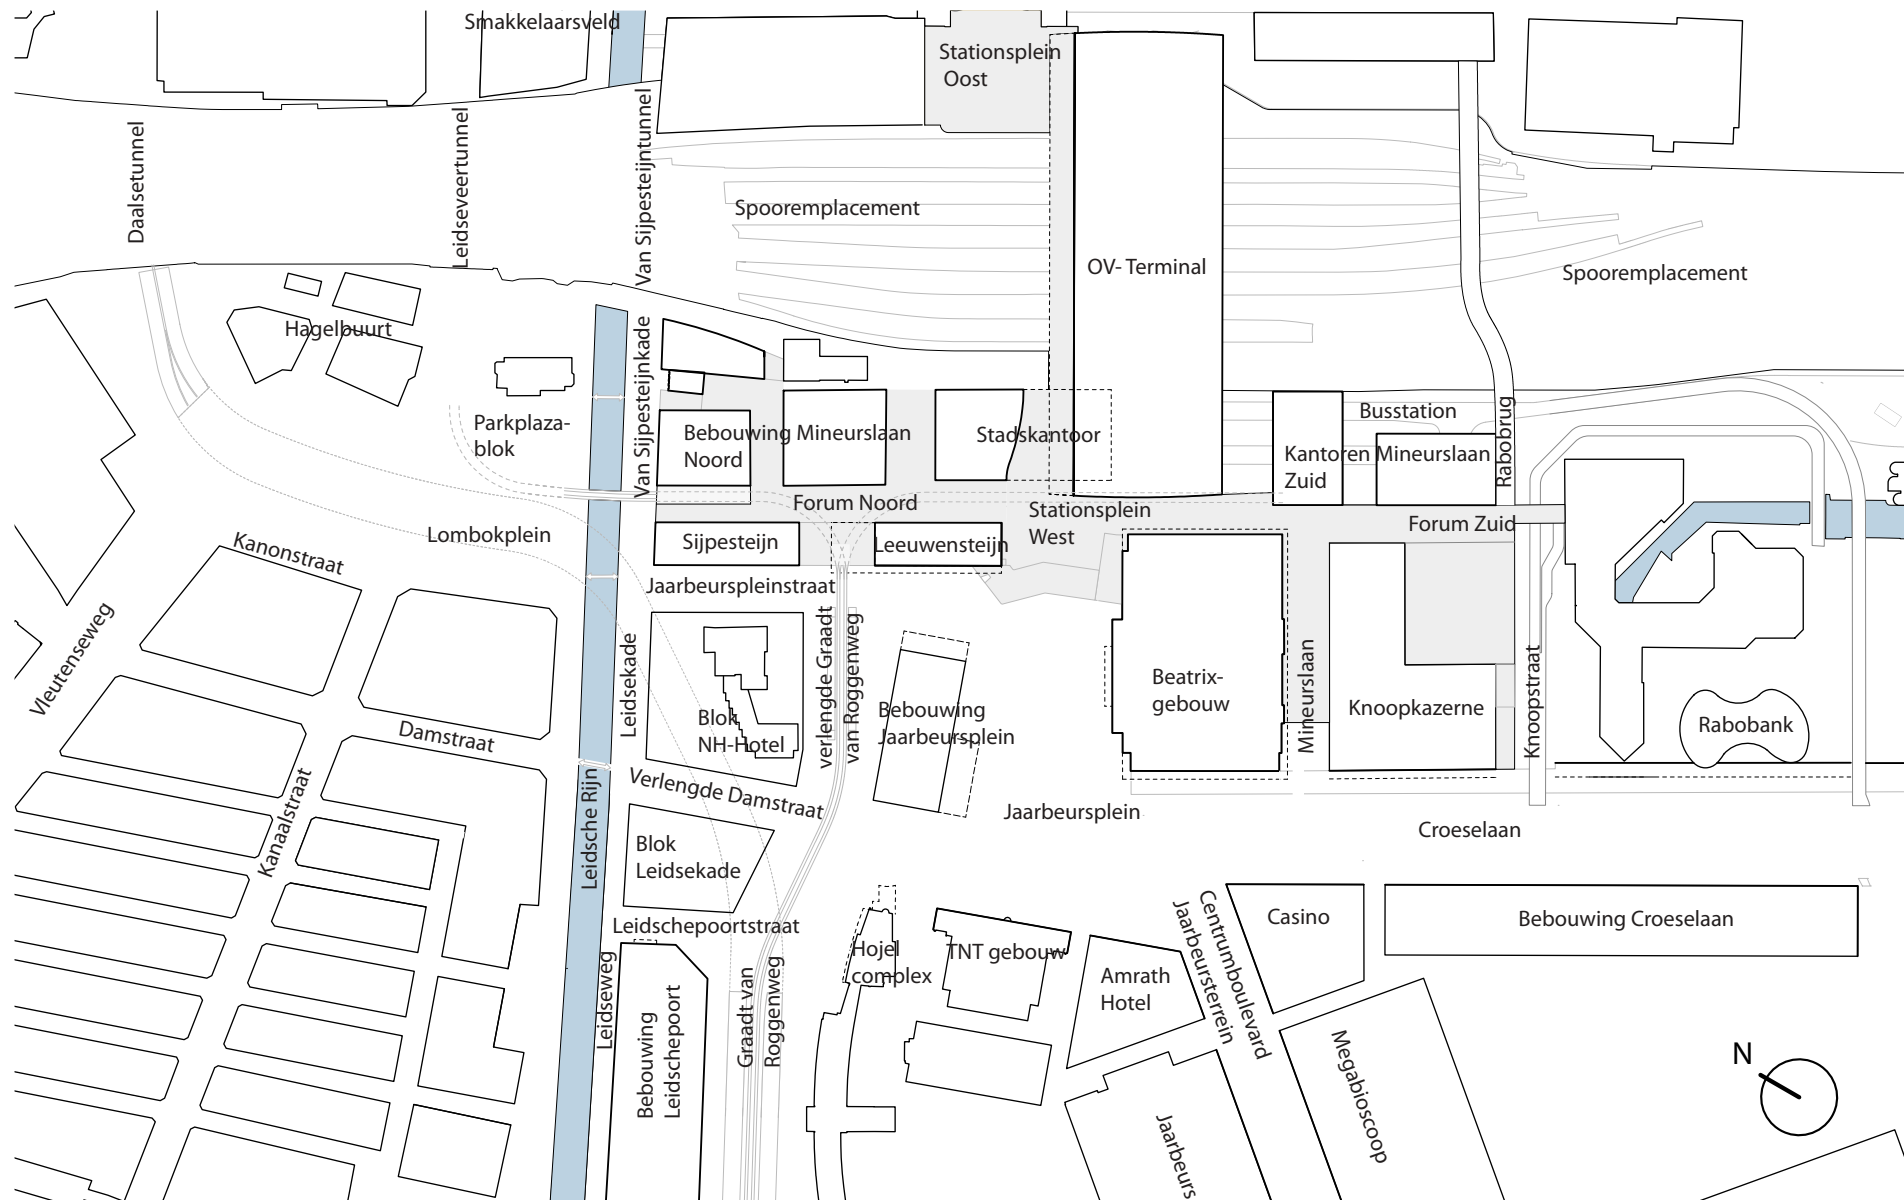 Smakkelaarsveld
Stationsplein
Oost
Daalsetunnel
Leidseveertunnel
Van Sijpesteijntunnel
Spooremplacement
OV- Terminal
Spooremplacement
Hagelbuurt
Van Sijpesteijnkade
Parkplaza-
blok
Bebouwing Mineurslaan
Noord
Stadskantoor
Busstation
Kantoren Mineurslaan
Zuid
Rabobrug
Forum Noord
Stationsplein
West
Forum Zuid
Lombokplein
Kanonstraat
Sijpesteijn
Leeuwensteijn
Jaarbeurspleinstraat
Vleutenseweg
Leidsekade
verlengde Graadt
van Roggenweg
Beatrix-
gebouw
Mineurslaan
Knoopkazerne
Knoopstraat
Rabobank
Blok
NH-Hotel
Bebouwing
Jaarbeursplein
Damstraat
Verlengde Damstraat
Kanaalstraat
Leidsche Rijn
Jaarbeursplein
Croeselaan
Blok
Leidsekade
Leidschepoortstraat
Hojel
complex
TNT gebouw
Amrath
Hotel
Centrumboulevard
Jaarbeursterrein
Casino
Bebouwing Croeselaan
Leidseweg
Bebouwing
Leidschepoort
Graadt van
Roggenweg
Megabioscoop
Jaarbeurs
N